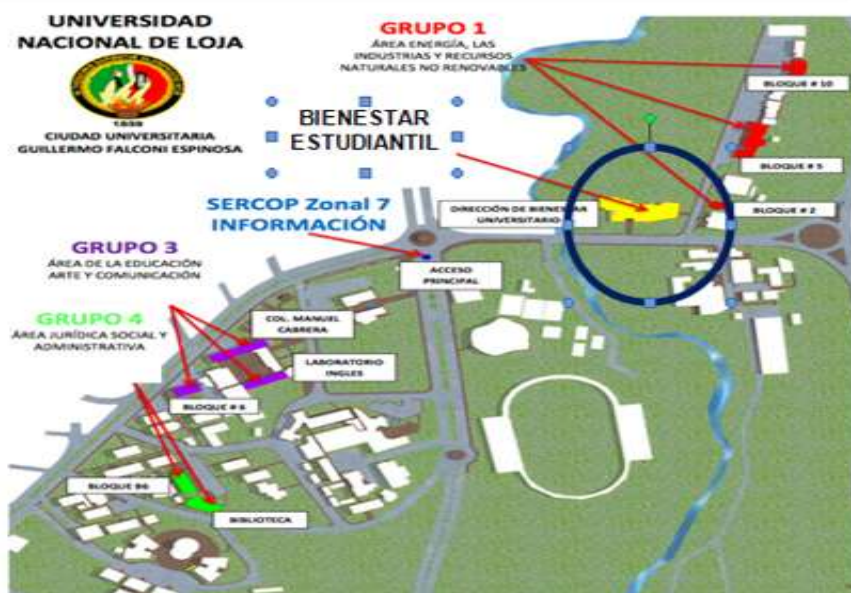 UNIVERSIDAD
NACIONAL DE LOJA
1859
CIUDAD UNIVERSITARIA
GUILLERMO FALCONI ESPINOSA
GRUPO 1
ÁREA ENERGÍA, LAS
INDUSTRIAS Y RECURSOS
NATURALES NO RENOVABLES
BLOQUE # 10
BIENESTAR
ESTUDIANTIL
BLOQUE # 5
SERCOP Zonal 7
INFORMACIÓN
DIRECCIÓN DE BIENESTAR
UNIVERSITARIO
BLOQUE # 2
GRUPO 3
ÁREA DE LA EDUCACIÓN
ARTE Y COMUNICACIÓN
ACCESO
PRINCIPAL
GRUPO 4
ÁREA JURÍDICA SOCIAL Y
ADMINISTRATIVA
COL. MANUEL
CABRERA
LABORATORIO
INGLES
BLOQUE # 6
BLOQUE B6
BIBLIOTECA